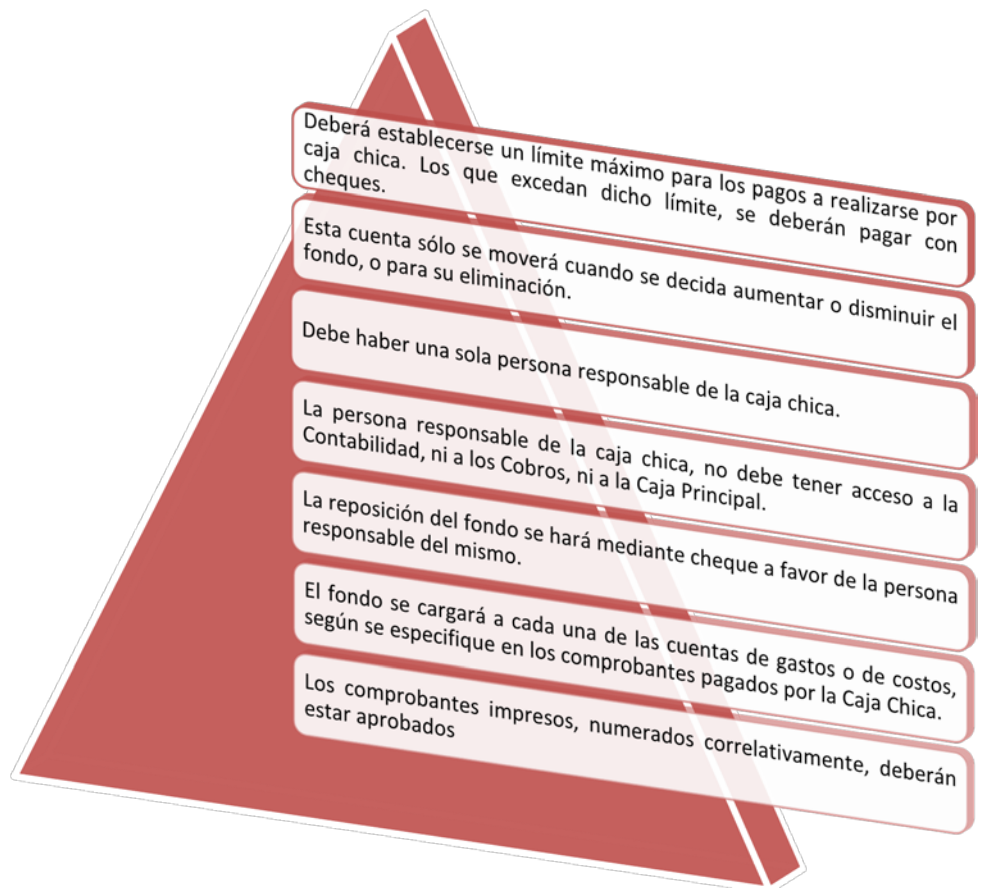 Deberá establecerse un límite máximo para los pagos a realizarse por
caja chica. Los que excedan dicho límite, se deberán pagar con
cheques.
Esta cuenta sólo se moverá cuando se decida aumentar o disminuir el
fondo, o para su eliminación.
Debe haber una sola persona responsable de la caja chica.
La persona responsable de la caja chica, no debe tener acceso a la
Contabilidad, ni a los Cobros, ni a la Caja Principal.
La reposición del fondo se hará mediante cheque a favor de la persona
responsable del mismo.
El fondo se cargará a cada una de las cuentas de gastos o de costos,
según se especifique en los comprobantes pagados por la Caja Chica.
Los comprobantes impresos, numerados correlativamente, deberán
estar aprobados